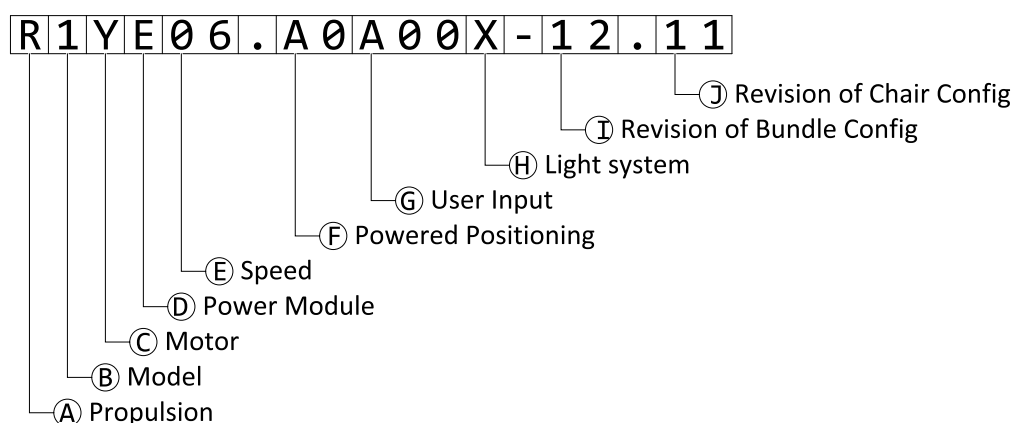 R1YE06.A0A00X-12.11
J Revision of Chair Config
I Revision of Bundle Config
H Light system
G User Input
F Powered Positioning
E Speed
D Power Module
C Motor
B Model
A Propulsion